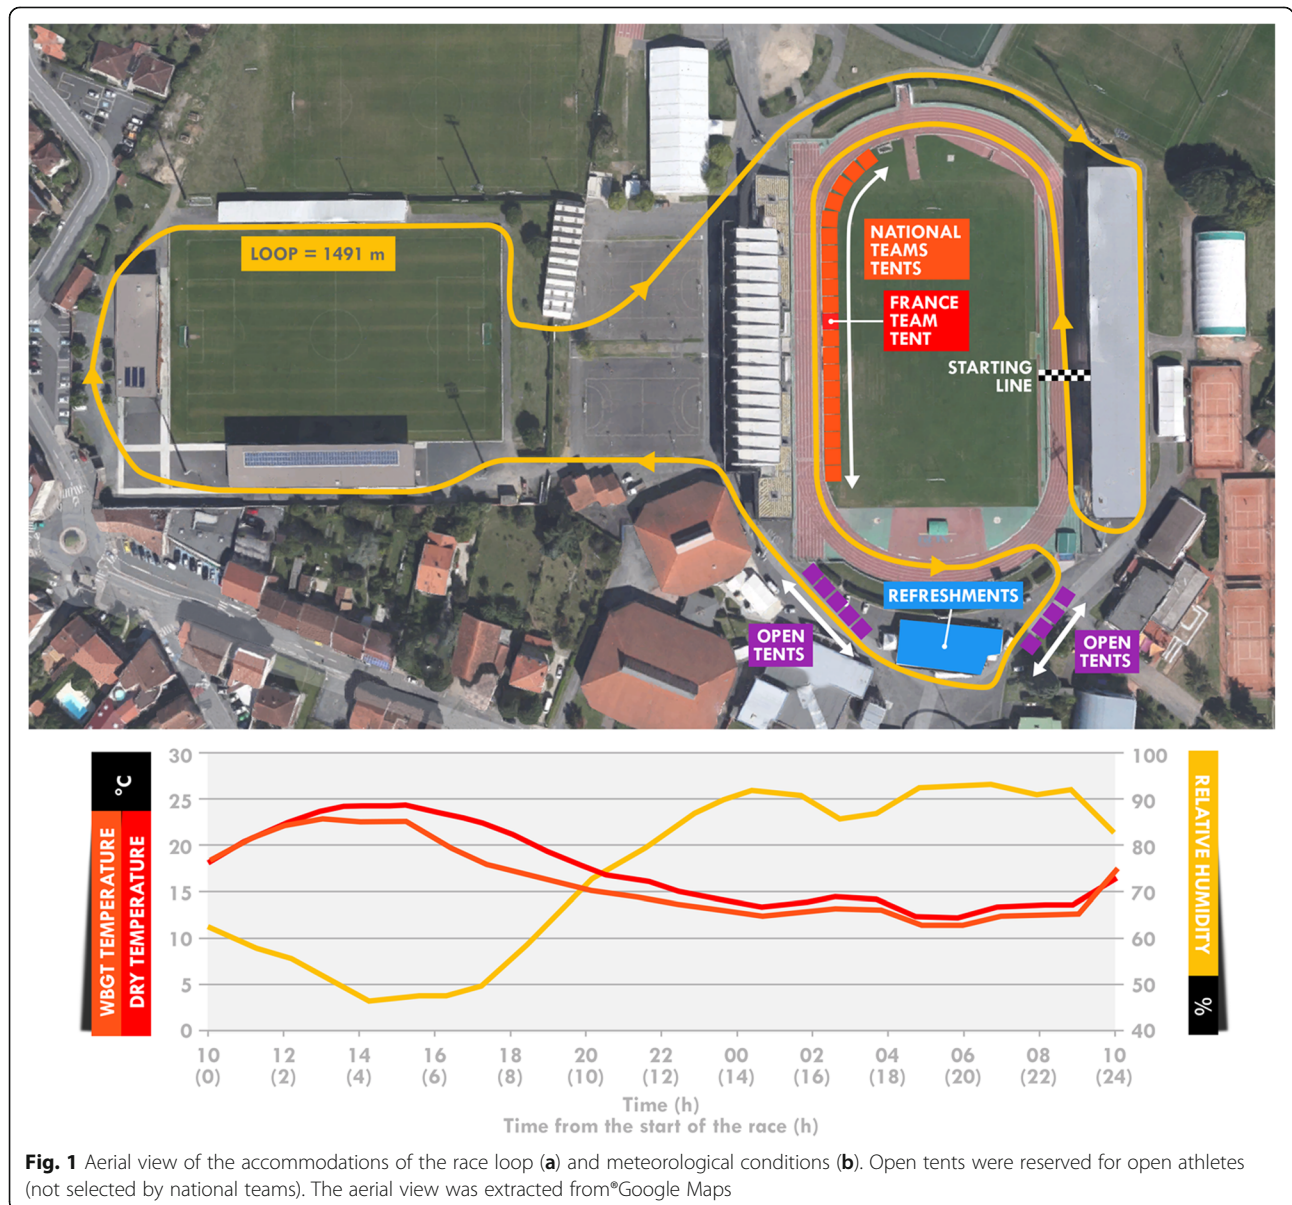 LOOP = 1491 m
NATIONAL
TEAMS
TENTS
FRANCE
TEAM
TENT
STARTING
LINE
REFRESHMENTS
OPEN
TENTS
OPEN
TENTS
°C
WBGT TEMPERATURE
DRY TEMPERATURE
30
25
20
15
10
5
0
100
90
80
70
60
50
40
RELATIVE HUMIDITY
%
10 12 14 16 18 20 22 00 02 04 06 08 10
(0) (2) (4) (6) (8) (10) (12) (14) (16) (18) (20) (22) (24)
Time (h)
Time from the start of the race (h)
Fig. 1 Aerial view of the accommodations of the race loop (a) and meteorological conditions (b). Open tents were reserved for open athletes
(not selected by national teams). The aerial view was extracted from®Google Maps